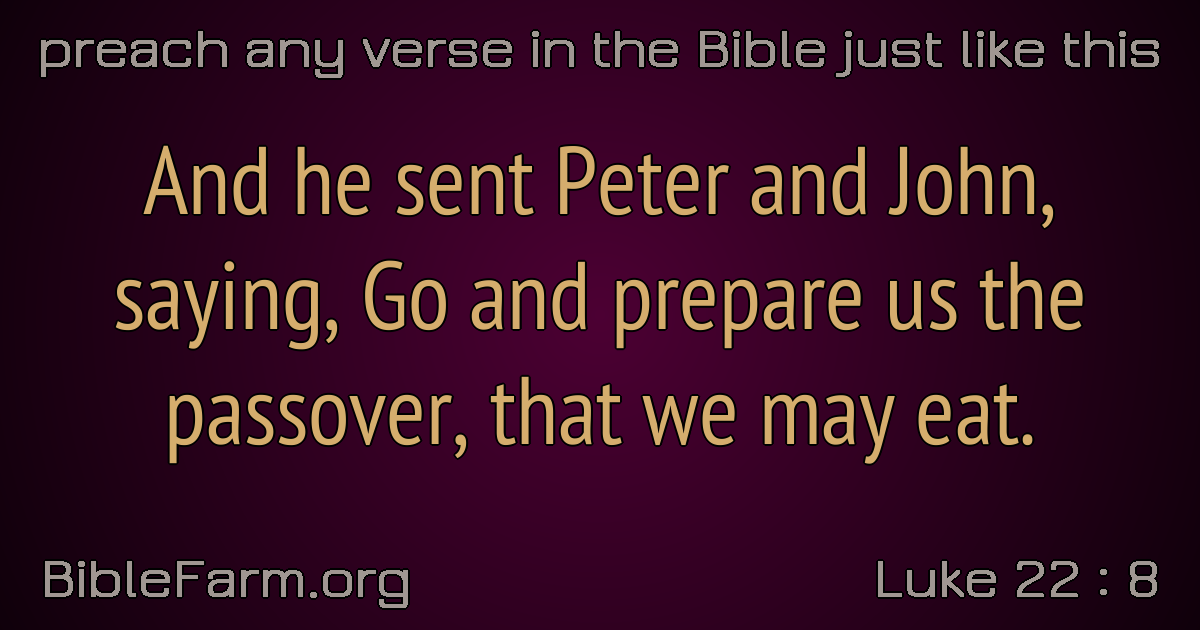 preach any verse in the Bible just like this
And he sent Peter and John,
saying, Go and prepare us the
passover, that we may eat.
BibleFarm.org
Luke 22 : 8